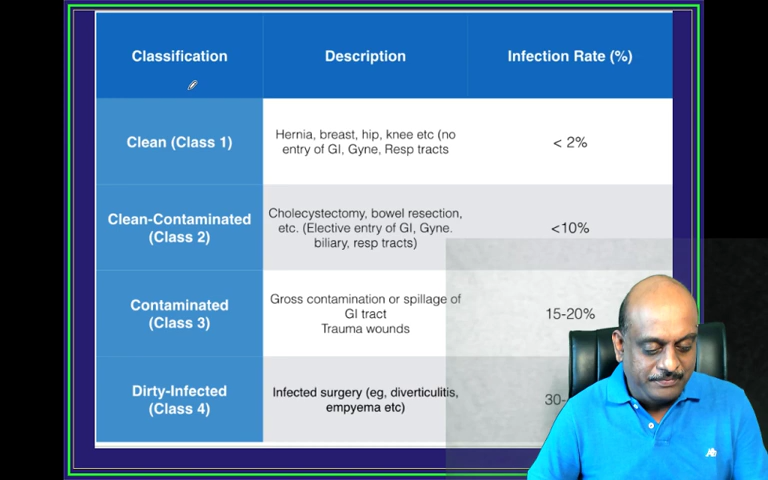 Classification
Description
Infection Rate (%)
Clean (Class 1)
Hernia, breast, hip, knee etc (no
entry of GI, Gyne, Resp tracts
< 2%
Clean-Contaminated
(Class 2)
Cholecystectomy, bowel resection,
etc. (Elective entry of GI, Gyne.
biliary, resp tracts)
<10%
Contaminated
(Class 3)
Gross contamination or spillage of
GI tract
Trauma wounds
15-20%
Dirty-Infected
(Class 4)
Infected surgery (eg, diverticulitis,
empyema etc)
30-